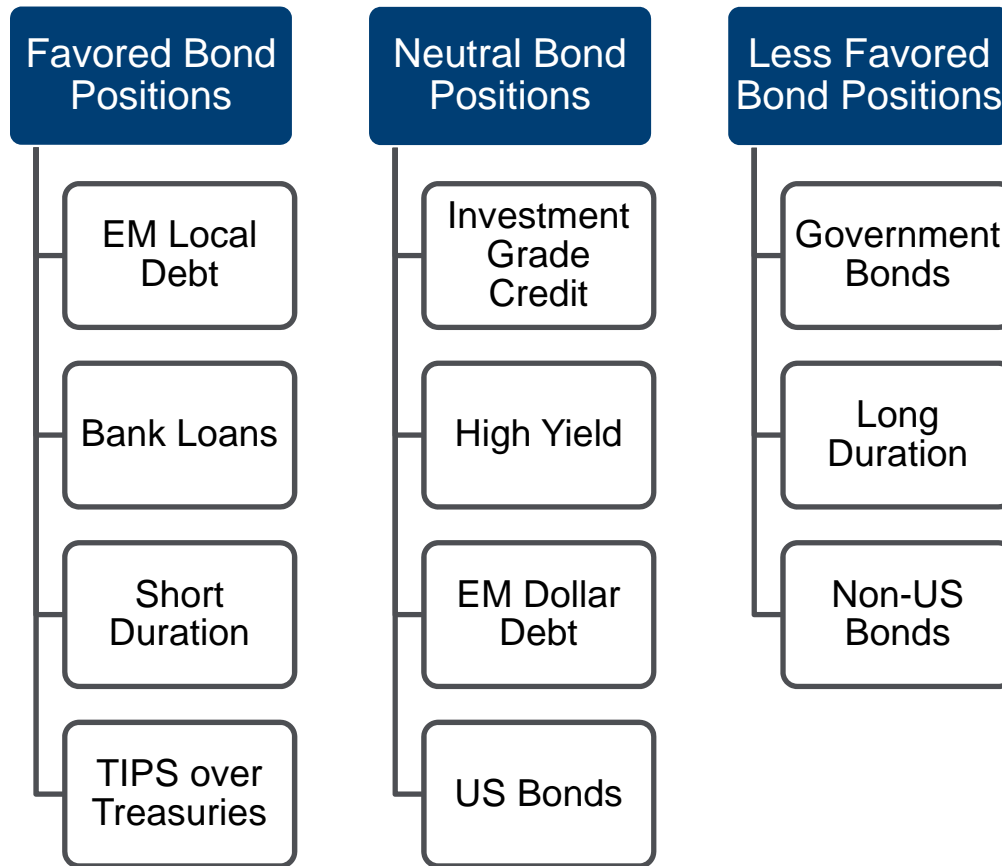 Favored Bond
Positions
EM Local
Debt
Bank Loans
Short
Duration
TIPS over
Treasuries
Neutral Bond
Positions
Investment
Grade
Credit
High Yield
EM Dollar
Debt
US Bonds
Less Favored
Bond Positions
Government
Bonds
Long
Duration
Non-US
Bonds